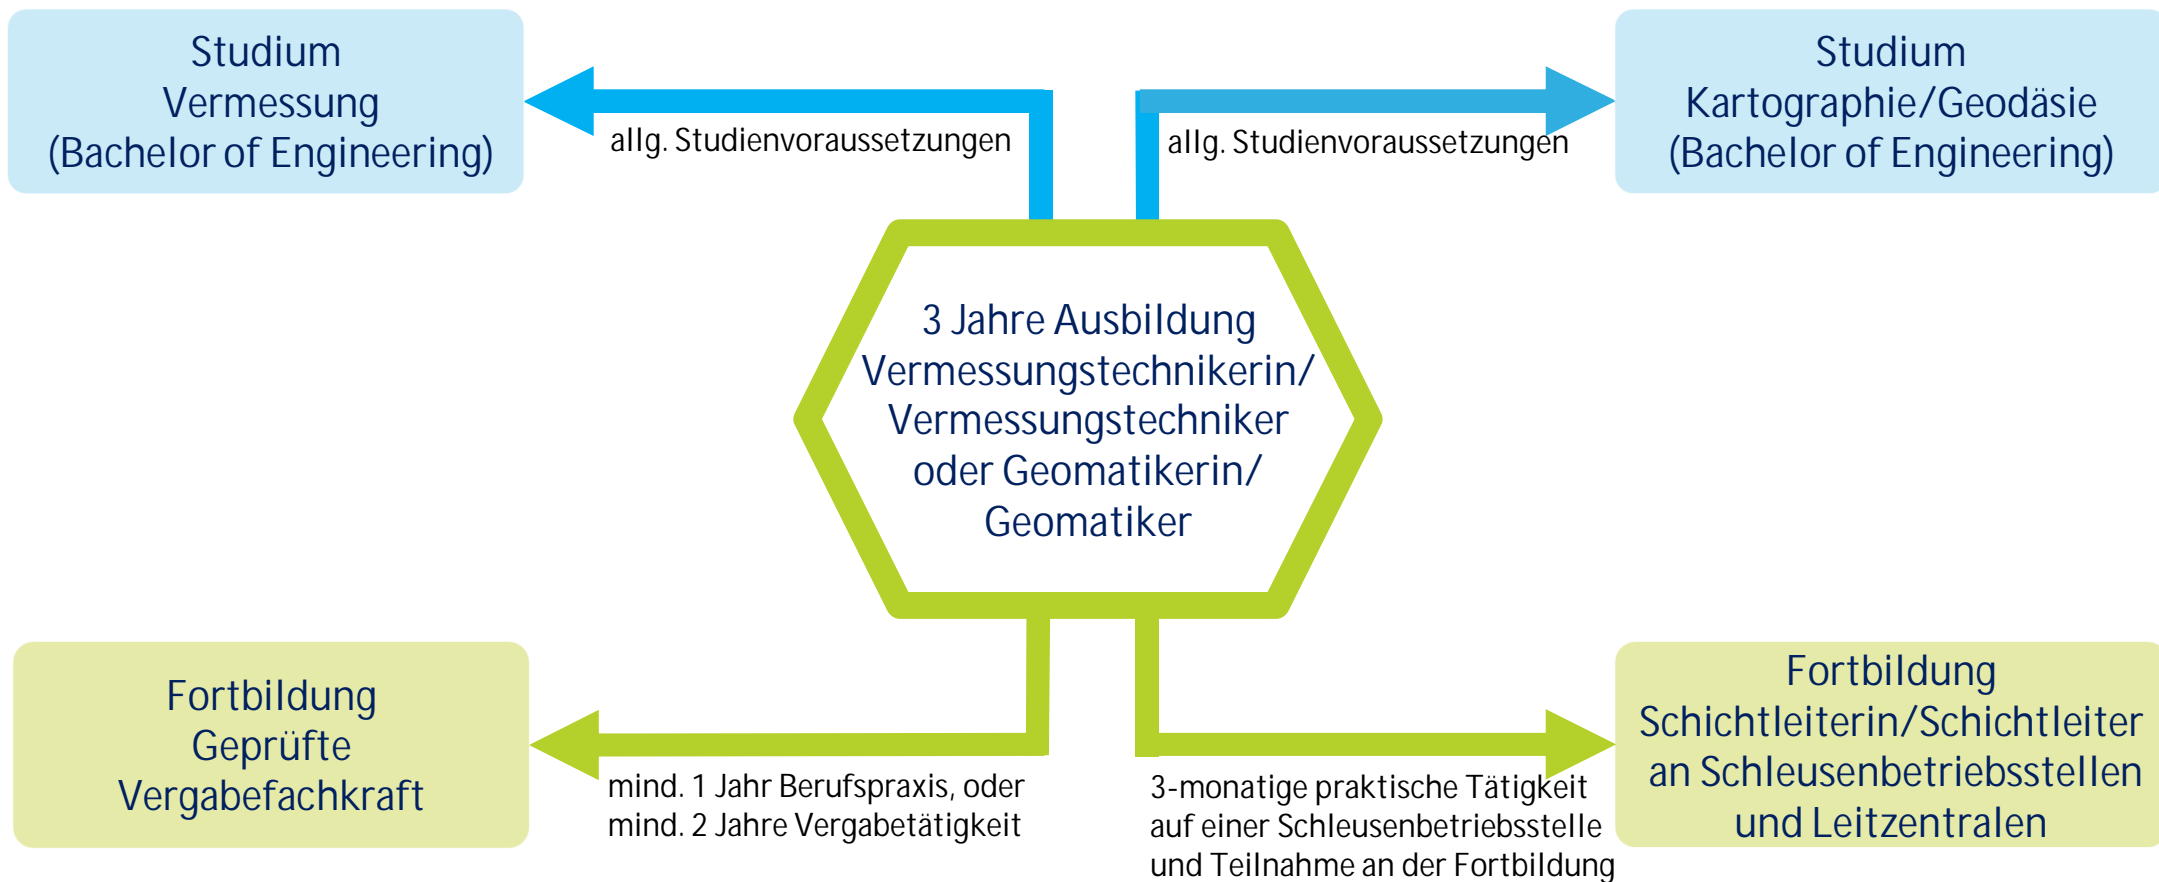 Studium
Vermessung
(Bachelor of Engineering)
allg. Studienvoraussetzungen
allg. Studienvoraussetzungen
Studium
Kartographie/Geodäsie
(Bachelor of Engineering)
3 Jahre Ausbildung
Vermessungstechnikerin/
Vermessungstechniker
oder Geomatikerin/
Geomatiker
Fortbildung
Geprüfte
Vergabefachkraft
mind. 1 Jahr Berufspraxis, oder
mind. 2 Jahre Vergabetätigkeit
3-monatige praktische Tätigkeit
auf einer Schleusenbetriebsstelle
und Teilnahme an der Fortbildung
Fortbildung
Schichtleiterin/Schichtleiter
an Schleusenbetriebsstellen
und Leitzentralen